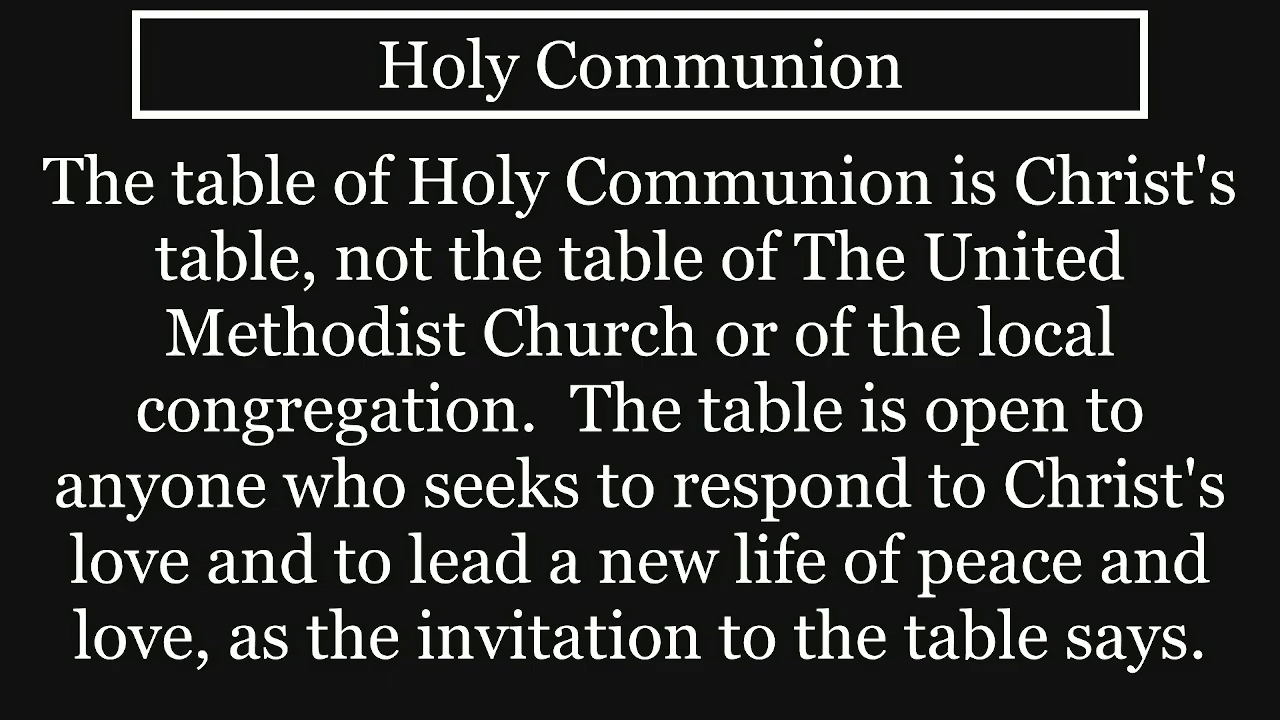 Holy Communion
The table of Holy Communion is Christ's
table, not the table of The United
Methodist Church or of the local
congregation.  The table is open to
anyone who seeks to respond to Christ's
love and to lead a new life of peace and
love, as the invitation to the table says.